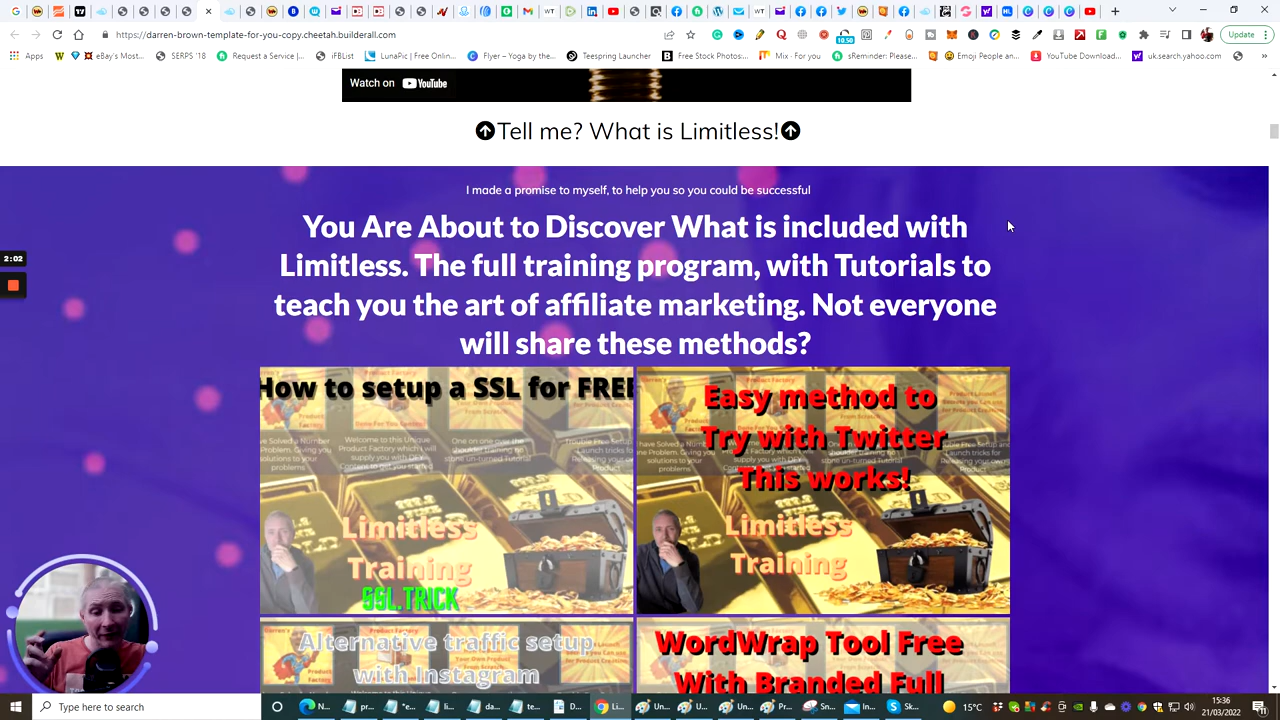 Update
https://darren-brown-template-for-you-copy.cheetah.builderall.com
Apps
eBay's Most...
SERPS '18
Request a Service |...
iFBList
LunaPic | Free Onlin...
Flyer – Yoga by the...
Teespring Launcher
Free Stock Photos:...
Mix · For you
sReminder: Please...
Emoji People and...
YouTube Download...
uk.search.yahoo.com
Watch on YouTube
Tell me? What is Limitless!
I made a promise to myself, to help you so you could be successful
You Are About to Discover What is included with
Limitless. The full training program, with Tutorials to
teach you the art of affiliate marketing. Not everyone
will share these methods?
2:02
How to setup a SSL for FREE
Limitless
Training
SSL.TRICK
Easy method to
Try with Twitter
This works!
Limitless
Training
Alternative traffic setup
with Instagram
WordWrap Tool Free
With Branded Full
Type here to search
15°C
15:36
21/03/2022